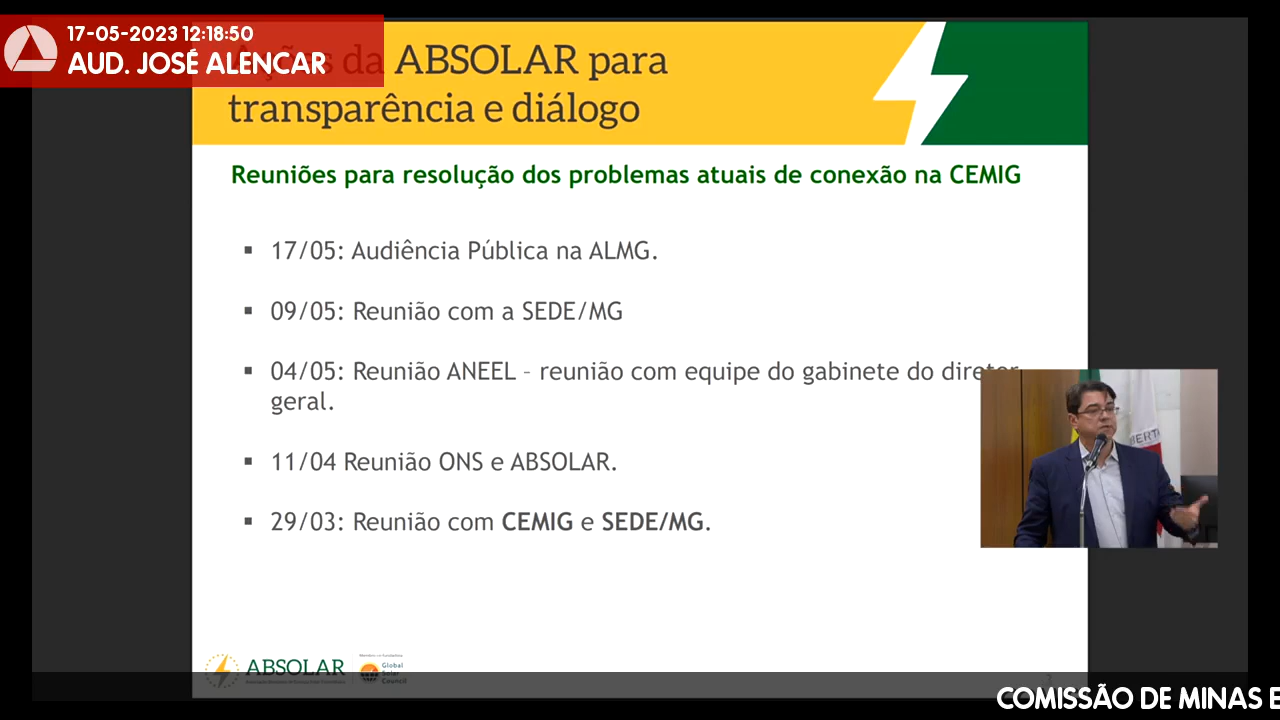 17-05-2023 12:18:50
AUD. JOSÉ ALENCAR
Ações da ABSOLAR para
transparência e diálogo
Reuniões para resolução dos problemas atuais de conexão na CEMIG
▪ 17/05: Audiência Pública na ALMG.
▪ 09/05: Reunião com a SEDE/MG
▪ 04/05: Reunião ANEEL – reunião com equipe do gabinete do diretor
geral.
▪ 11/04 Reunião ONS e ABSOLAR.
▪ 29/03: Reunião com CEMIG e SEDE/MG.
ABSOLAR
Global
Solar
Council
COMISSÃO DE MINAS E